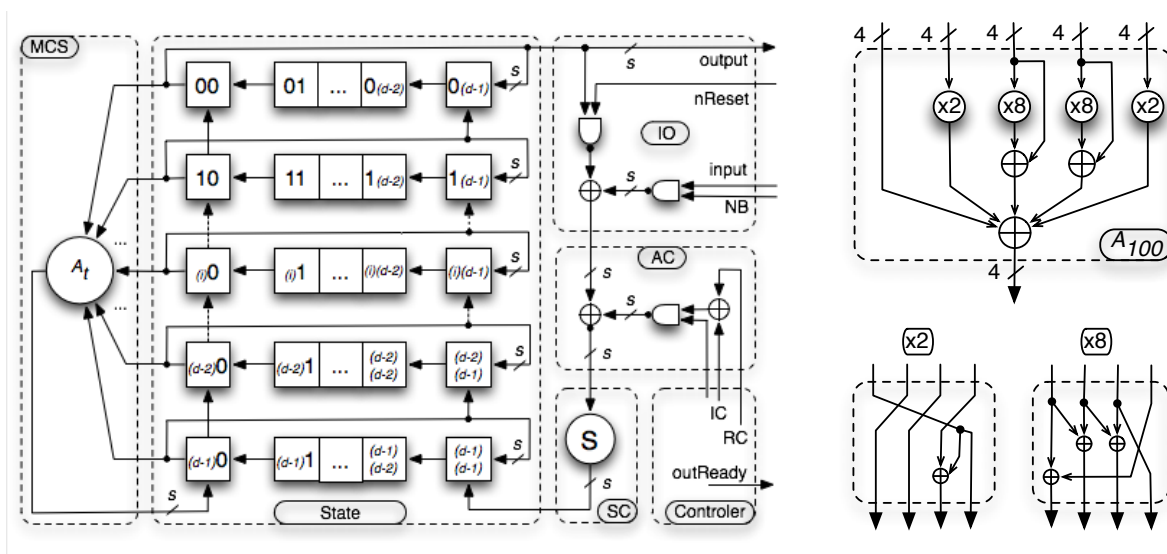 MCS
00
01
...
0(d-2)
0(d-1)
s
s
output
nReset
IO
10
11
...
1(d-2)
1(d-1)
s
s
input
NB
...
At
(i)0
(i)1
...
(i)(d-2)
(i)(d-1)
s
AC
s
s
...
(d-2)0
(d-2)1
...
(d-2)
(d-2)
(d-2)
(d-1)
s
s
IC
RC
(d-1)0
(d-1)1
...
(d-1)
(d-2)
(d-1)
(d-1)
s
S
outReady
s
s
State
SC
Controler
4
4
4
4
4
x2
x8
x8
x2
A100
4
x2
x8